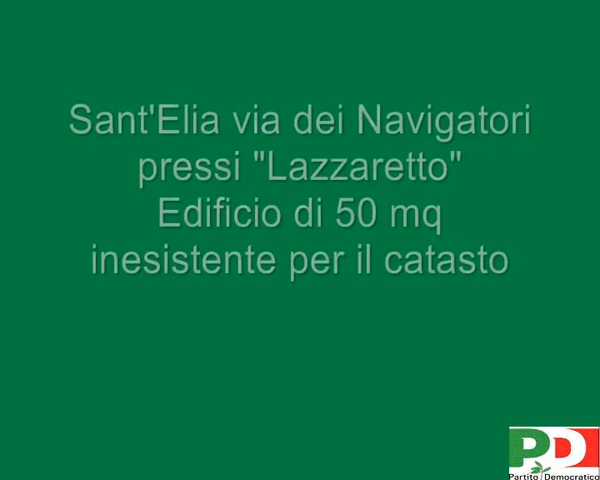 Sant'Elia via dei Navigatori
pressi "Lazzaretto"
Edificio di 50 mq
inesistente per il catasto
PD
Partito Democratico